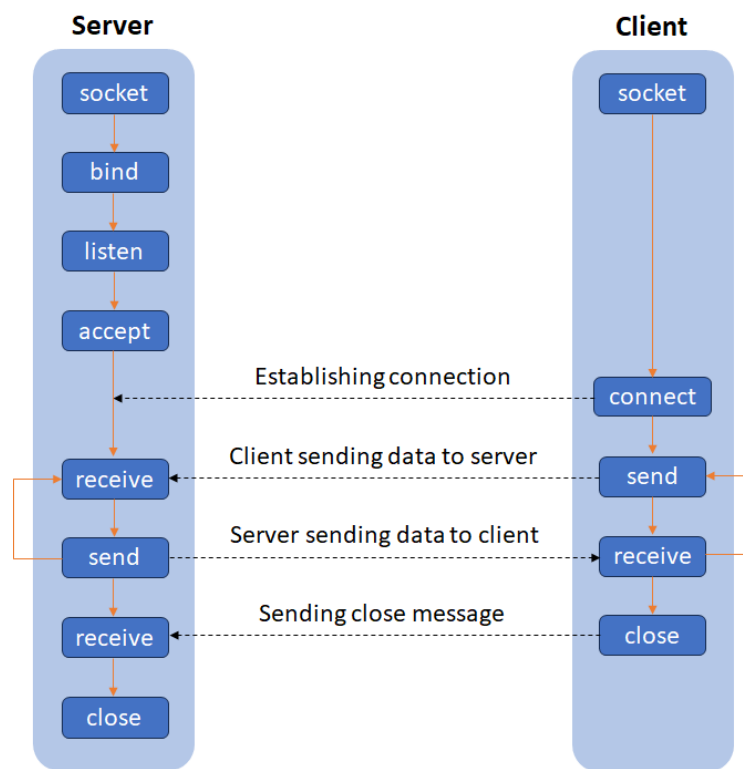 Server
Client
socket
socket
bind
listen
accept
Establishing connection
connect
Client sending data to server
receive
send
Server sending data to client
send
receive
Sending close message
receive
close
close